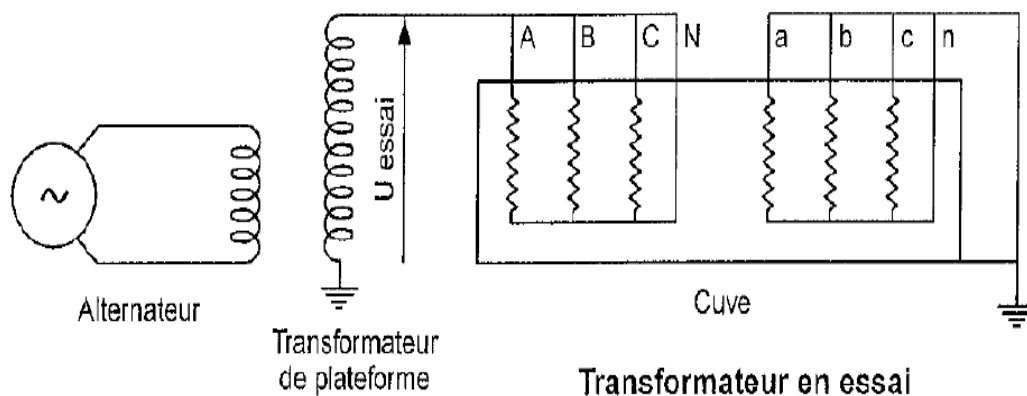 A B C N a b c n
U essai
~
Alternateur
Transformateur
de plateforme
Cuve
Transformateur en essai